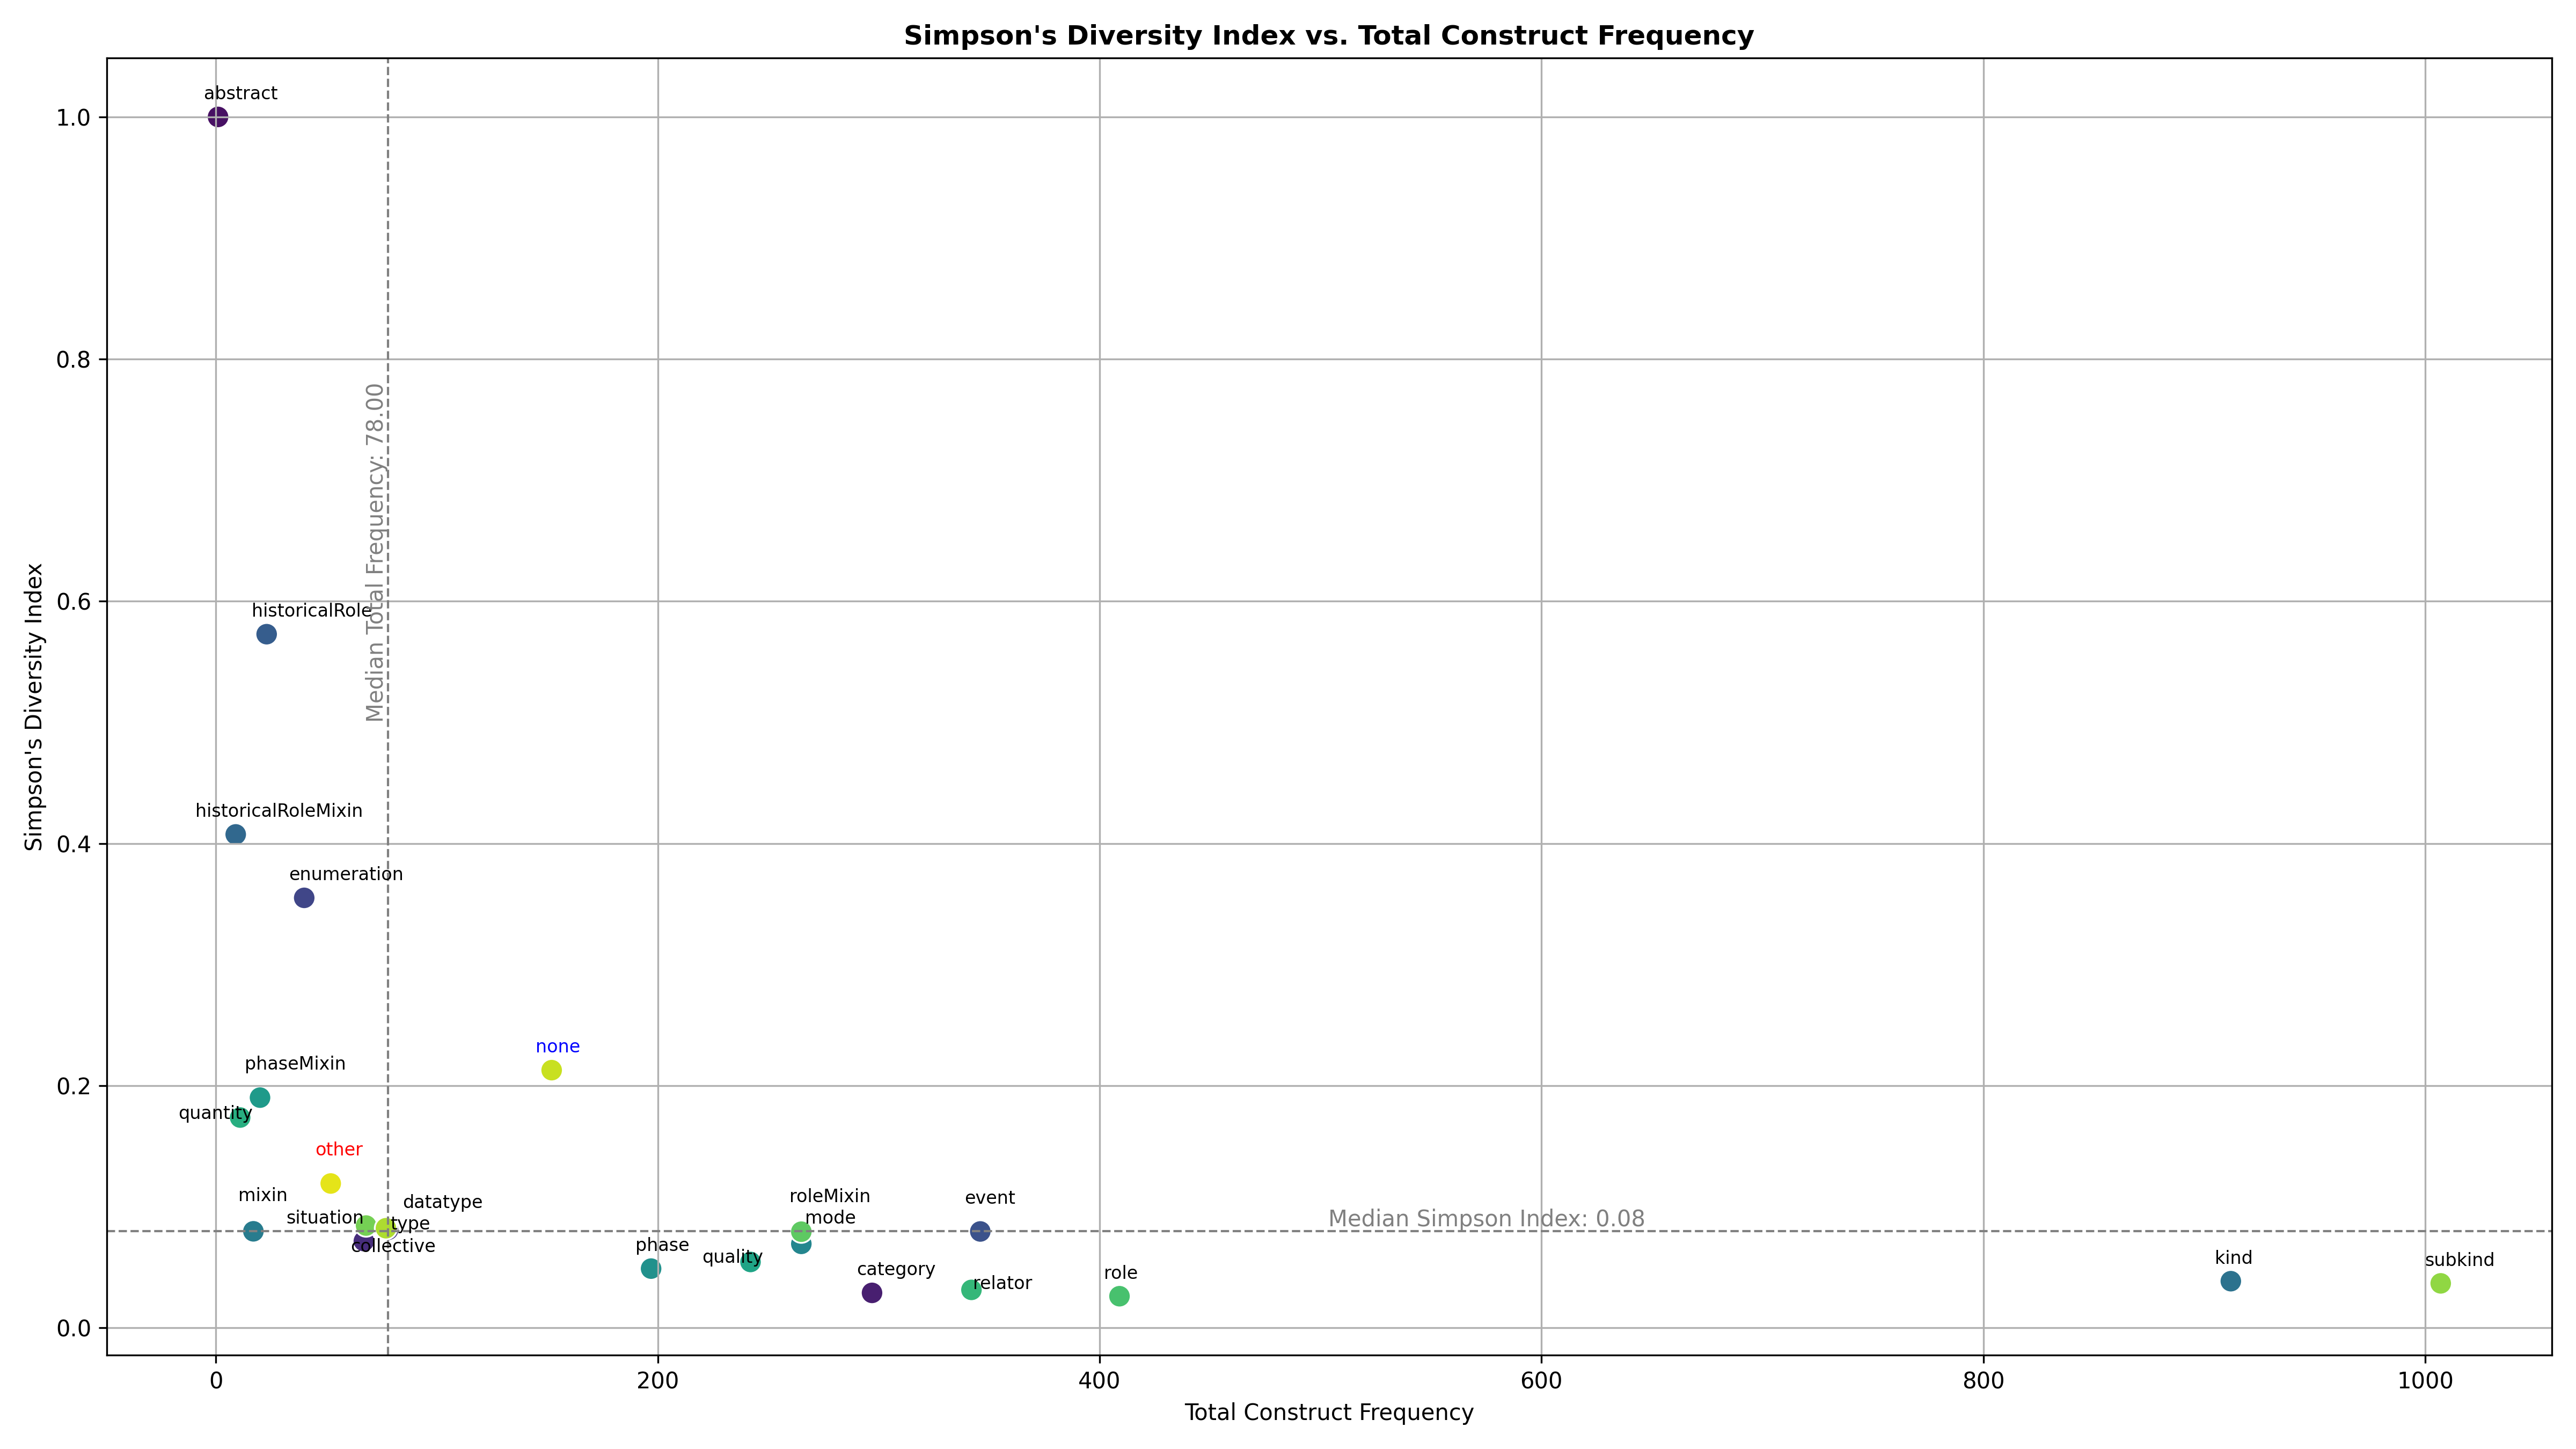 Simpson's Diversity Index vs. Total Construct Frequency
abstract
1.0
0.8
Median Total Frequency: 78.00
historicalRole
0.6
Simpson's Diversity Index
historicalRoleMixin
0.4
enumeration
none
phaseMixin
0.2
quantity
other
mixin
datatype
roleMixin
event
situation
type
mode
Median Simpson Index: 0.08
collective
phase
quality
category
relator
role
kind
subkind
0.0
0
200
400
600
800
1000
Total Construct Frequency